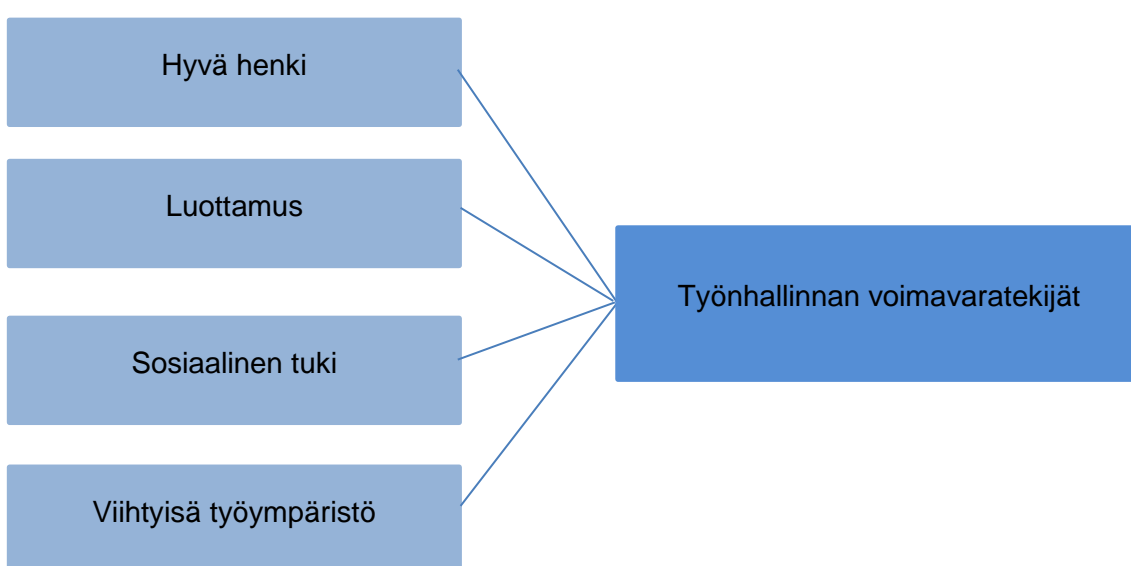 Hyvä henki
Luottamus
Työnhallinnan voimavaratekijät
Sosiaalinen tuki
Viihtyisä työympäristö